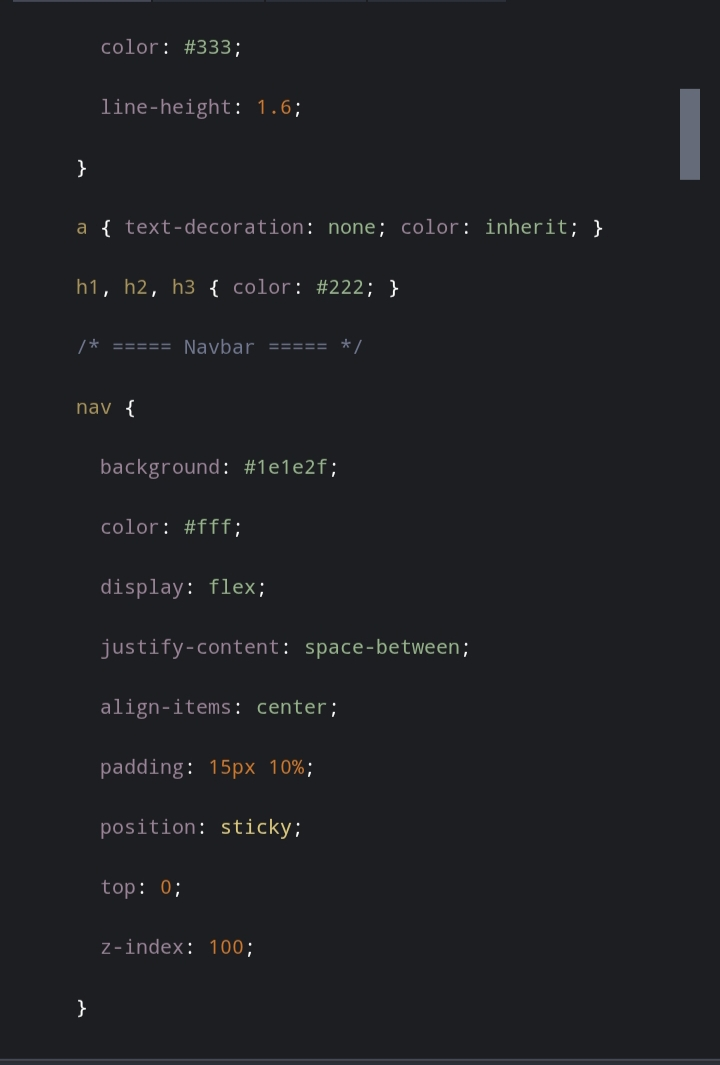 color: #333;
line-height: 1.6;
}
a { text-decoration: none; color: inherit; }
h1, h2, h3 { color: #222; }
/* ===== Navbar ===== */
nav {
background: #1e1e2f;
color: #fff;
display: flex;
justify-content: space-between;
align-items: center;
padding: 15px 10%;
position: sticky;
top: 0;
z-index: 100;
}